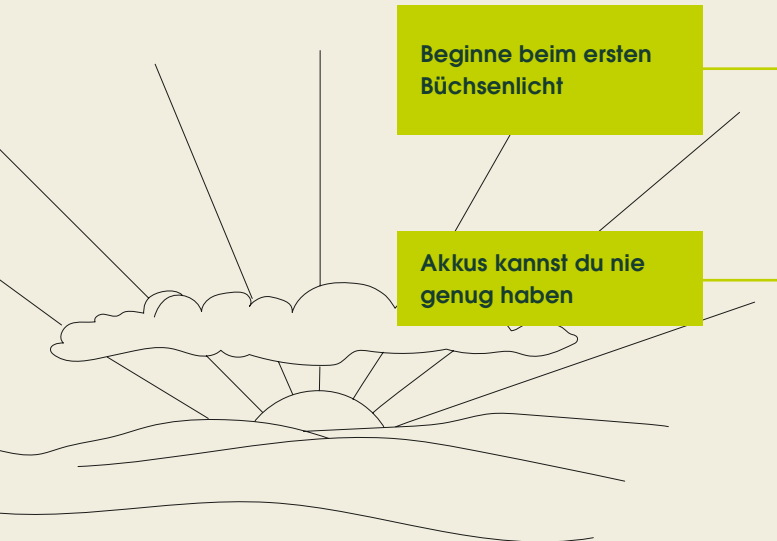 Beginne beim ersten
Büchsenlicht
Akkus kannst du nie
genug haben